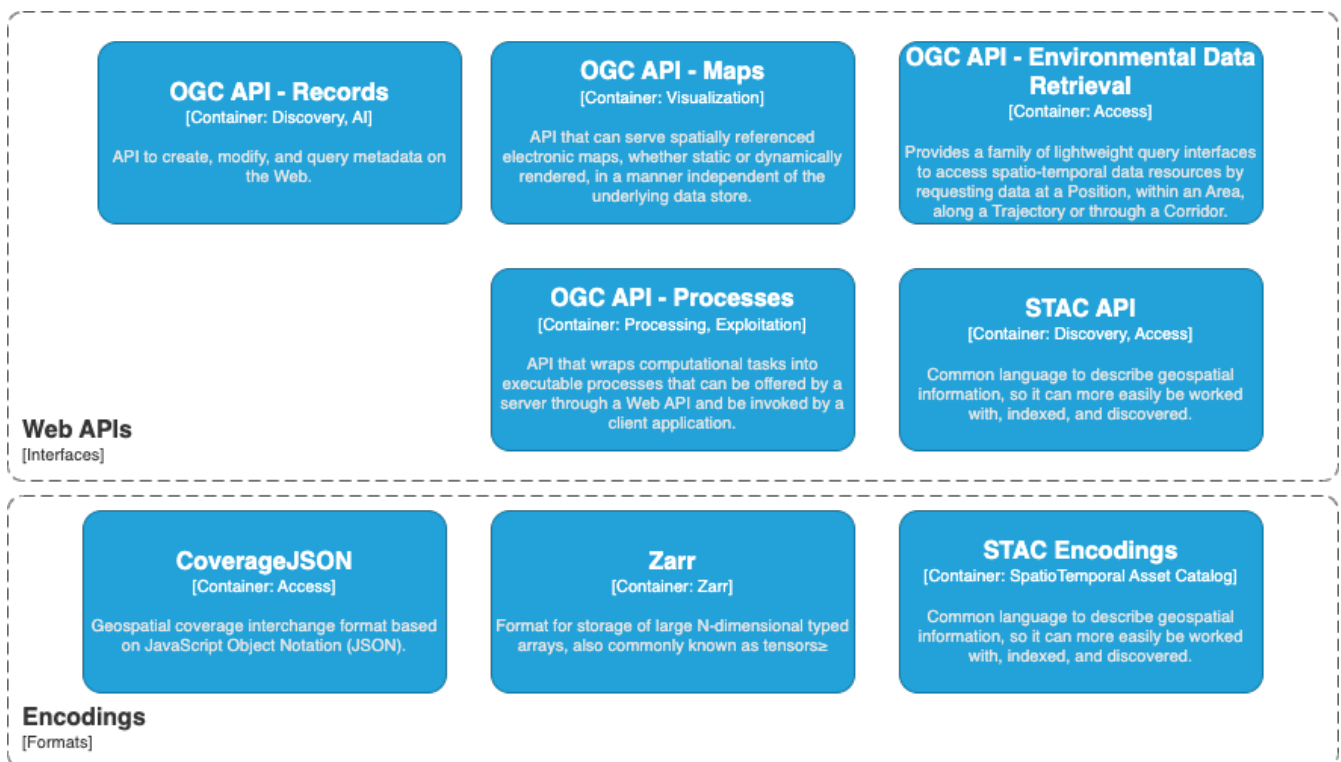 OGC API - Records
[Container: Discovery, AI]
API to create, modify, and query metadata on
the Web.
OGC API - Maps
[Container: Visualization]
API that can serve spatially referenced
electronic maps, whether static or dynamically
rendered, in a manner independent of the
underlying data store.
OGC API - Environmental Data
Retrieval
[Container: Access]
Provides a family of lightweight query interfaces
to access spatio-temporal data resources by
requesting data at a Position, within an Area,
along a Trajectory or through a Corridor.
OGC API - Processes
[Container: Processing, Exploitation]
API that wraps computational tasks into
executable processes that can be offered by a
server through a Web API and be invoked by a
client application.
STAC API
[Container: Discovery, Access]
Common language to describe geospatial
information, so it can more easily be worked
with, indexed, and discovered.
Web APIs
[Interfaces]
CoverageJSON
[Container: Access]
Geospatial coverage interchange format based
on JavaScript Object Notation (JSON).
Zarr
[Container: Zarr]
Format for storage of large N-dimensional typed
arrays, also commonly known as tensors≥
STAC Encodings
[Container: SpatioTemporal Asset Catalog]
Common language to describe geospatial
information, so it can more easily be worked
with, indexed, and discovered.
Encodings
[Formats]